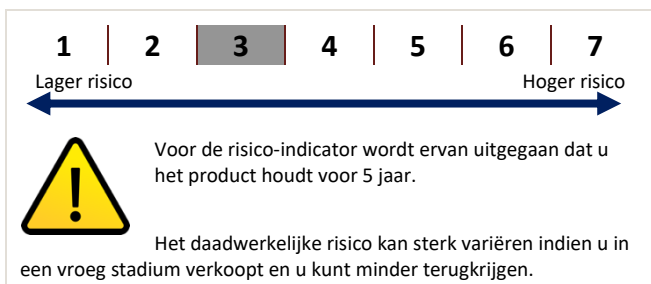 1 2 3 4 5 6 7
Lager risico Hoger risico
Voor de risico-indicator wordt ervan uitgegaan dat u
het product houdt voor 5 jaar.
Het daadwerkelijke risico kan sterk variëren indien u in
een vroeg stadium verkoopt en u kunt minder terugkrijgen.